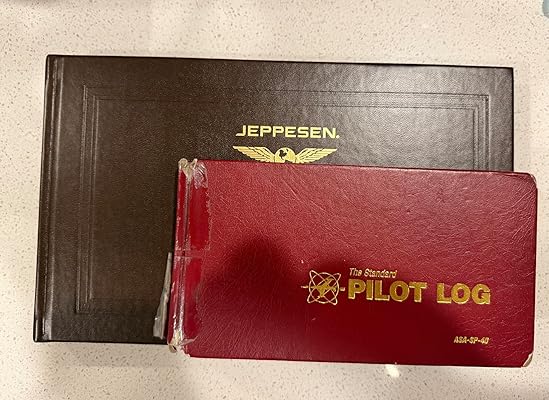 JEPPESEN.
The Standard
PILOT LOG
ASA-SP-40